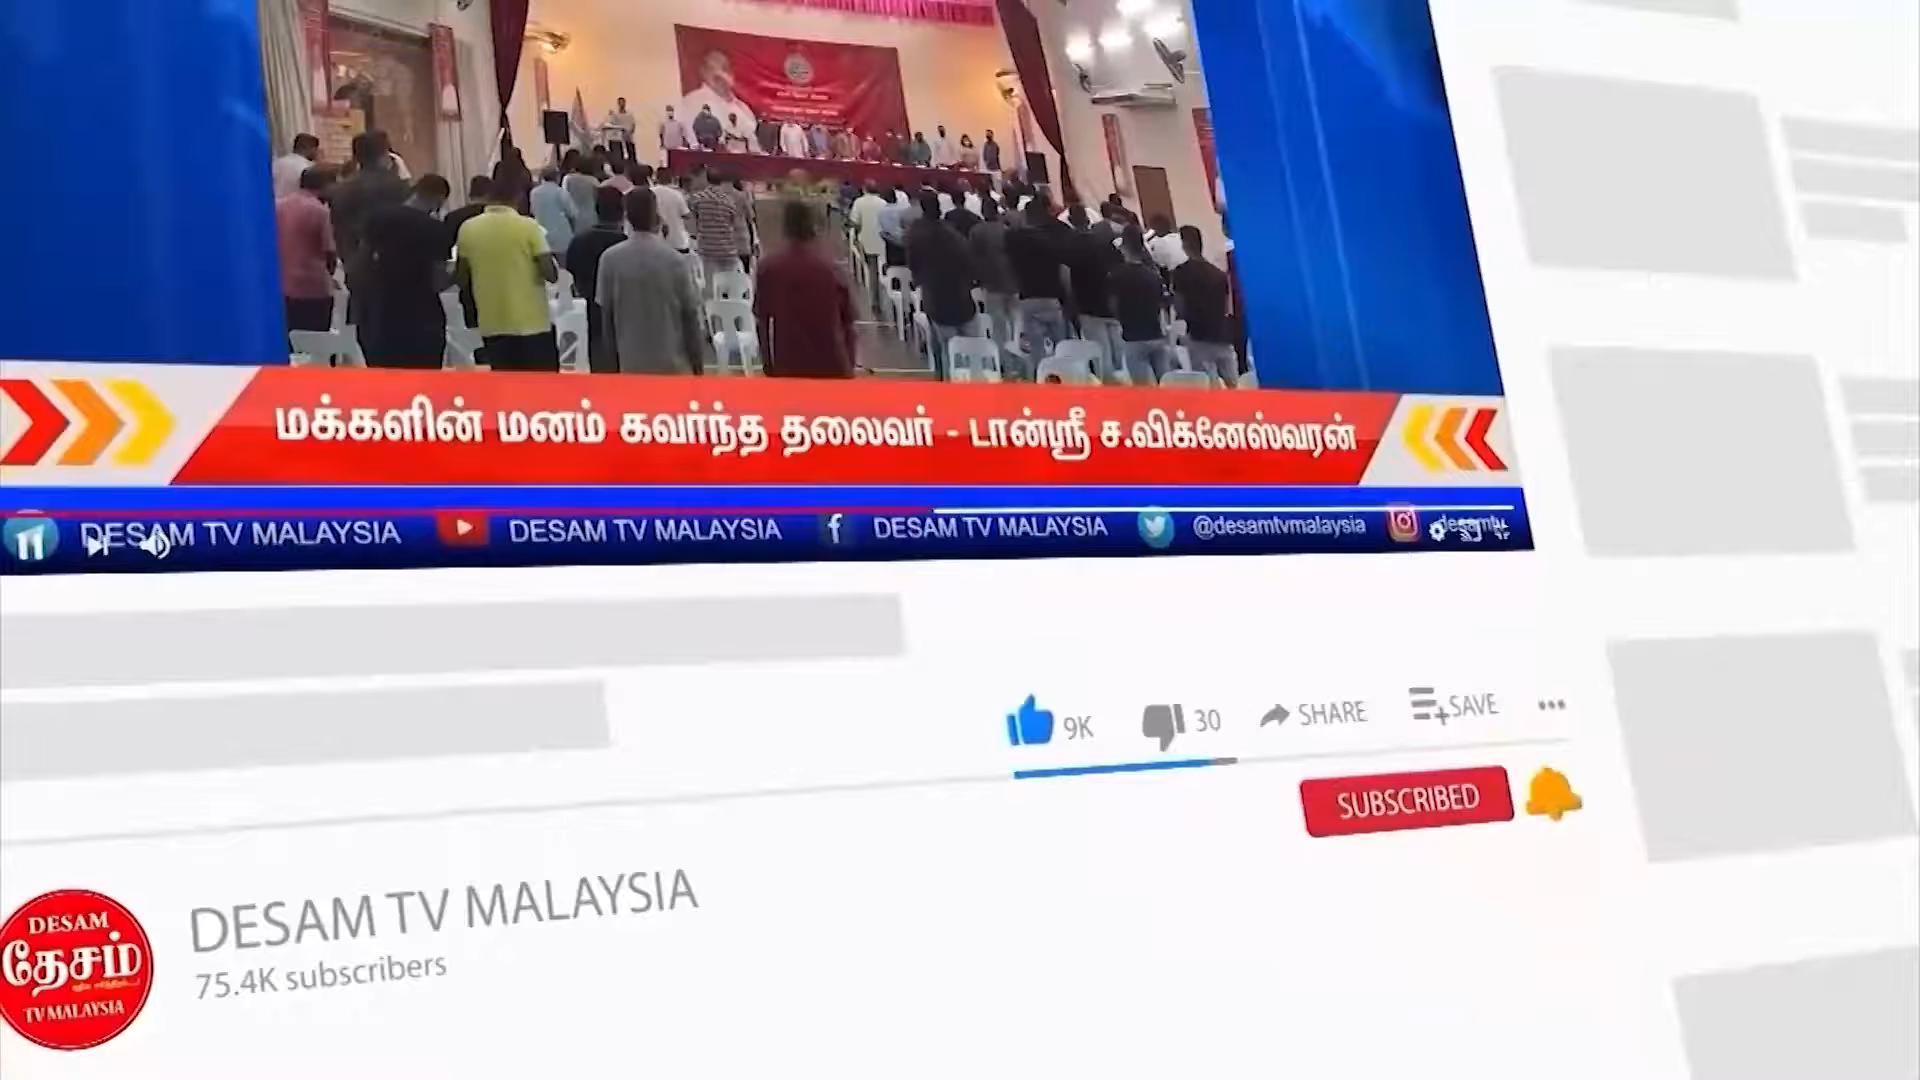 மக்களின் மனம் கவர்ந்த தலைவர் - டான்ஸ்ரீ ச.விக்னேஸ்வரன்
DESAM TV MALAYSIA DESAM TV MALAYSIA DESAM TV MALAYSIA @desamtvmalaysia desamtv
9K 30 SHARE SAVE
SUBSCRIBED
DESAM TV MALAYSIA
75.4K subscribers
DESAM
தேசம்
TV MALAYSIA